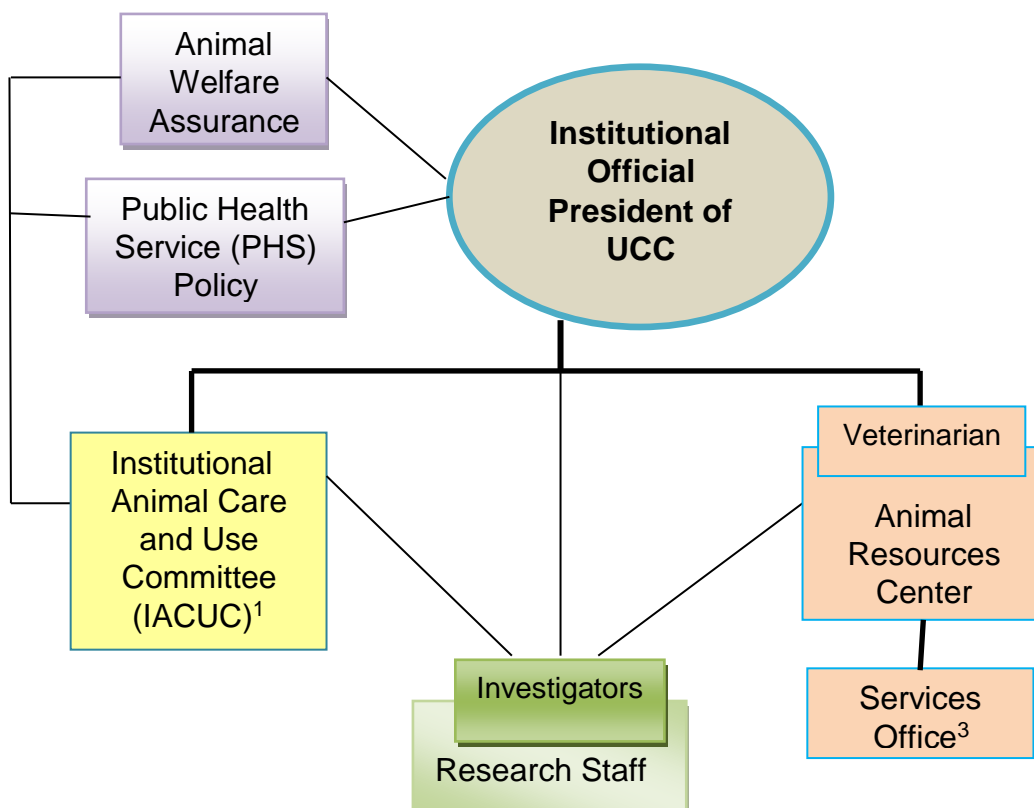 Animal
Welfare
Assurance
Institutional
Official
President of
UCC
Public Health
Service (PHS)
Policy
Institutional
Animal Care
and Use
Committee
(IACUC)¹
Veterinarian
Animal
Resources
Center
Investigators
Research Staff
Services
Office³